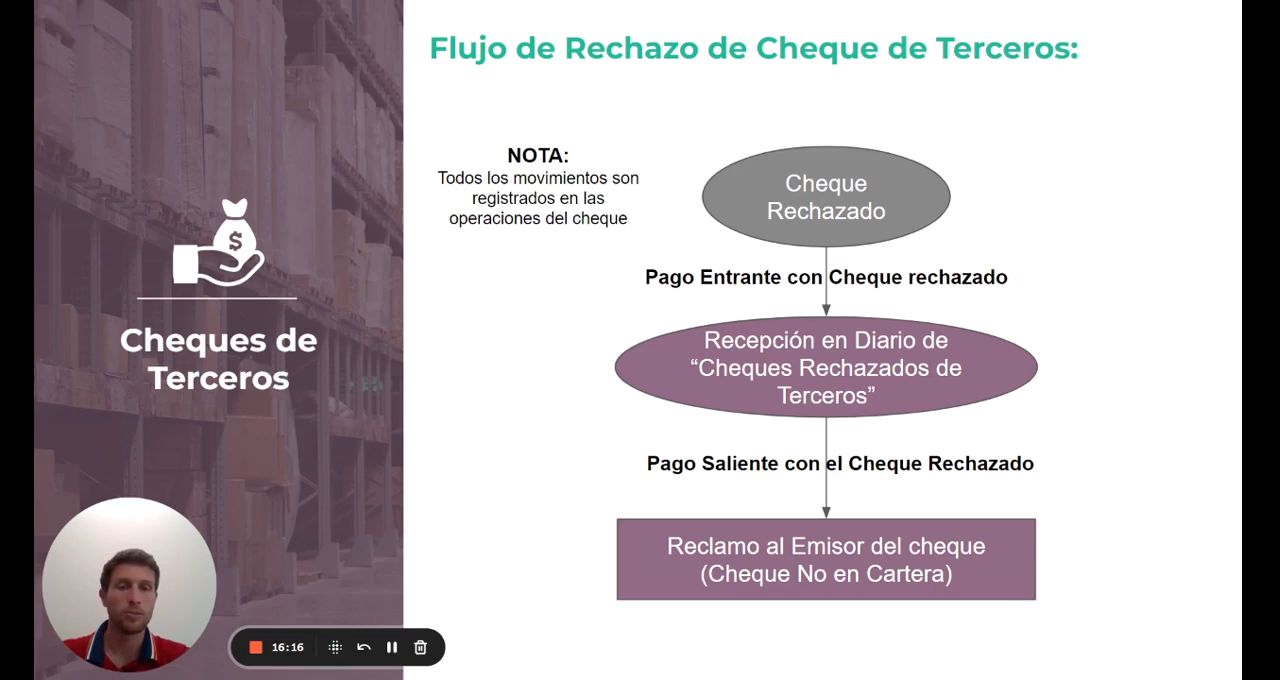 Flujo de Rechazo de Cheque de Terceros:
NOTA:
Todos los movimientos son
registrados en las
operaciones del cheque
Cheque
Rechazado
Pago Entrante con Cheque rechazado
Recepción en Diario de
“Cheques Rechazados de
Terceros”
Pago Saliente con el Cheque Rechazado
Reclamo al Emisor del cheque
(Cheque No en Cartera)
$
Cheques de
Terceros
16:16